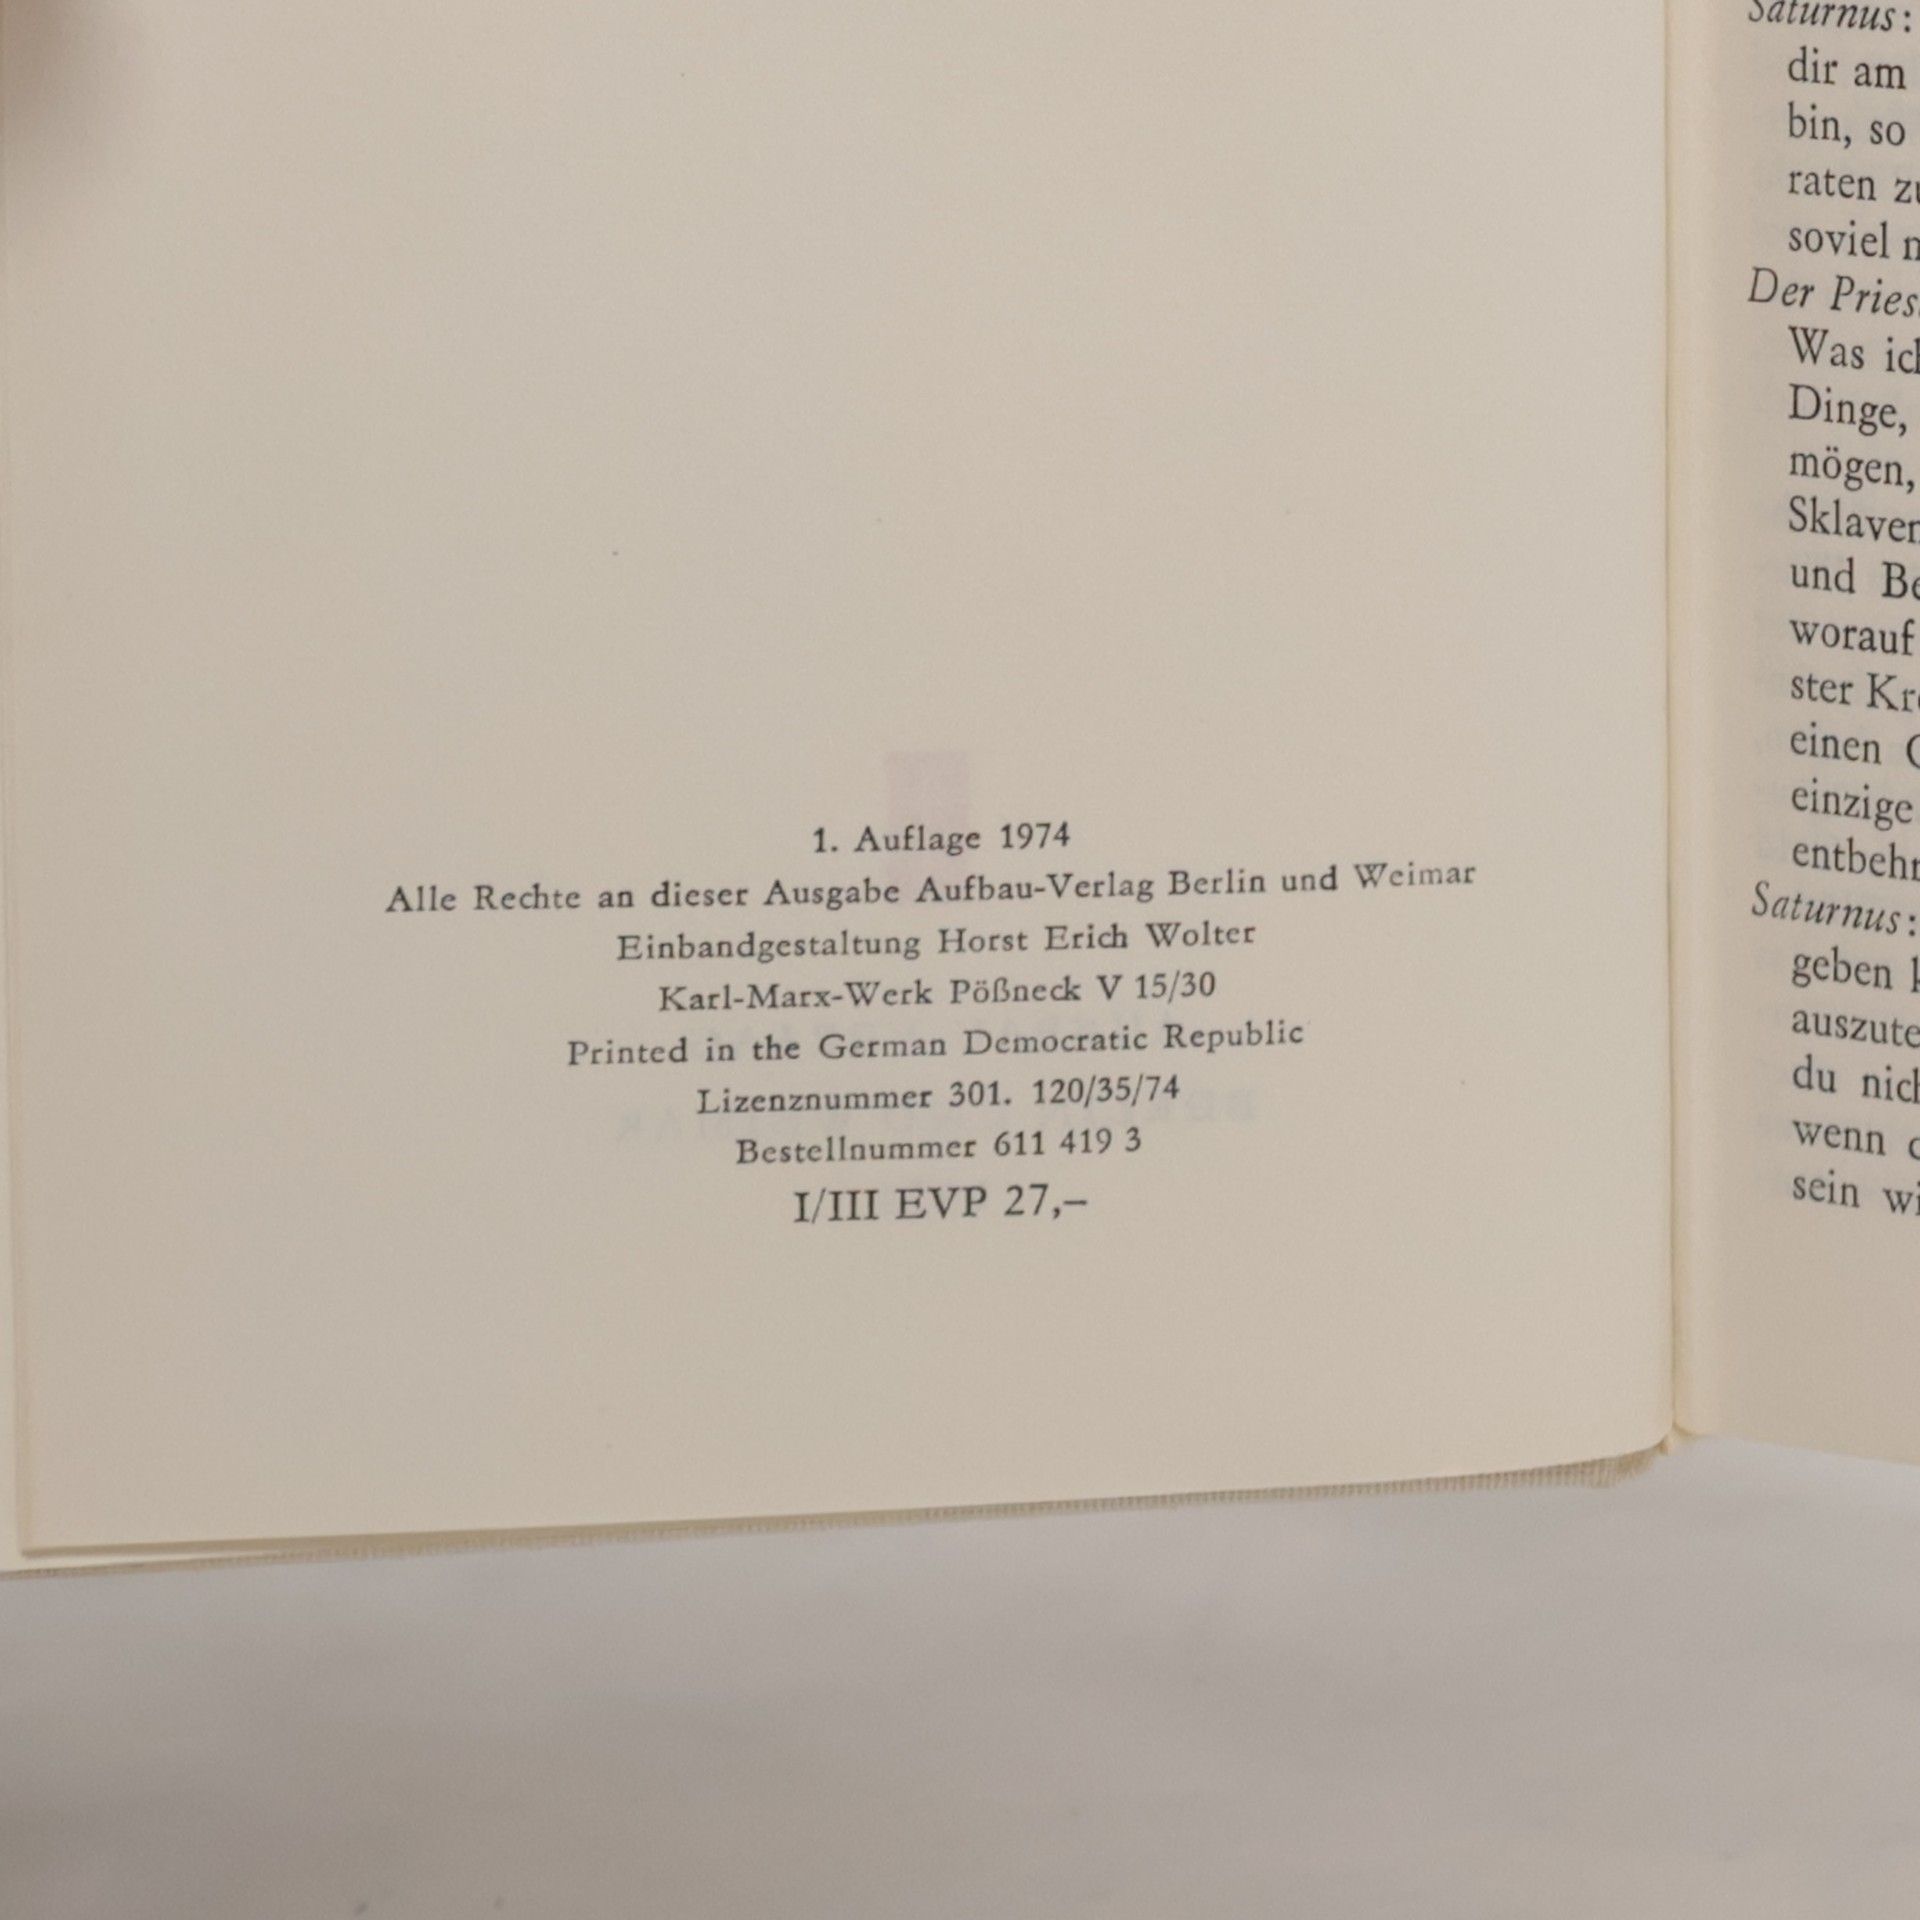 1. Auflage 1974
Alle Rechte an dieser Ausgabe Aufbau-Verlag Berlin und Weimar
Einbandgestaltung Horst Erich Wolter
Karl-Marx-Werk Pößneck V 15/30
Printed in the German Democratic Republic
Lizenznummer 301. 120/35/74
Bestellnummer 611 419 3
I/III EVP 27,–
Saturnus:
dir am
bin, so
raten
soviel
Der
Was
Dinge,
mögen,
und
worauf
ster
einen
einzige
Saturnus:
geben
du
wenn
sein